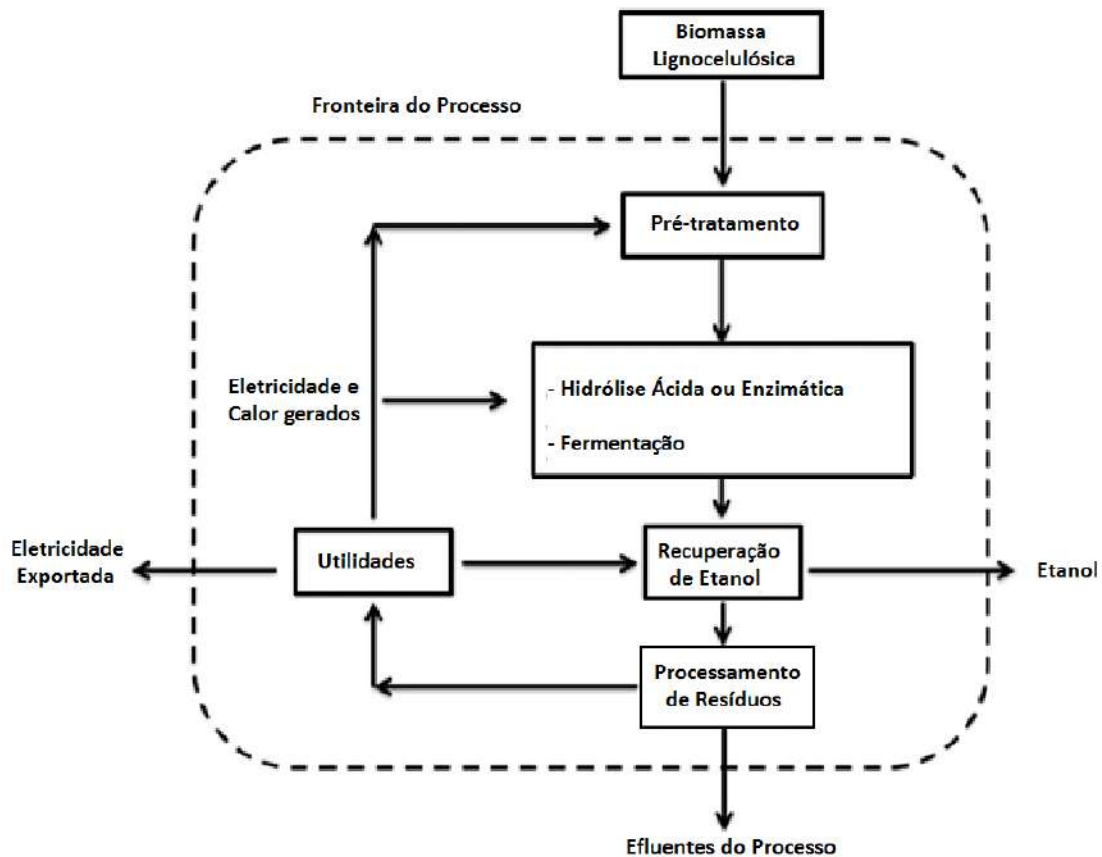 Biomassa
Lignocelulósica
Fronteira do Processo
Pré-tratamento
- Hidrólise Ácida ou Enzimática
- Fermentação
Eletricidade e
Calor gerados
Eletricidade
Exportada
Utilidades
Recuperação
de Etanol
Etanol
Processamento
de Resíduos
Efluentes do Processo